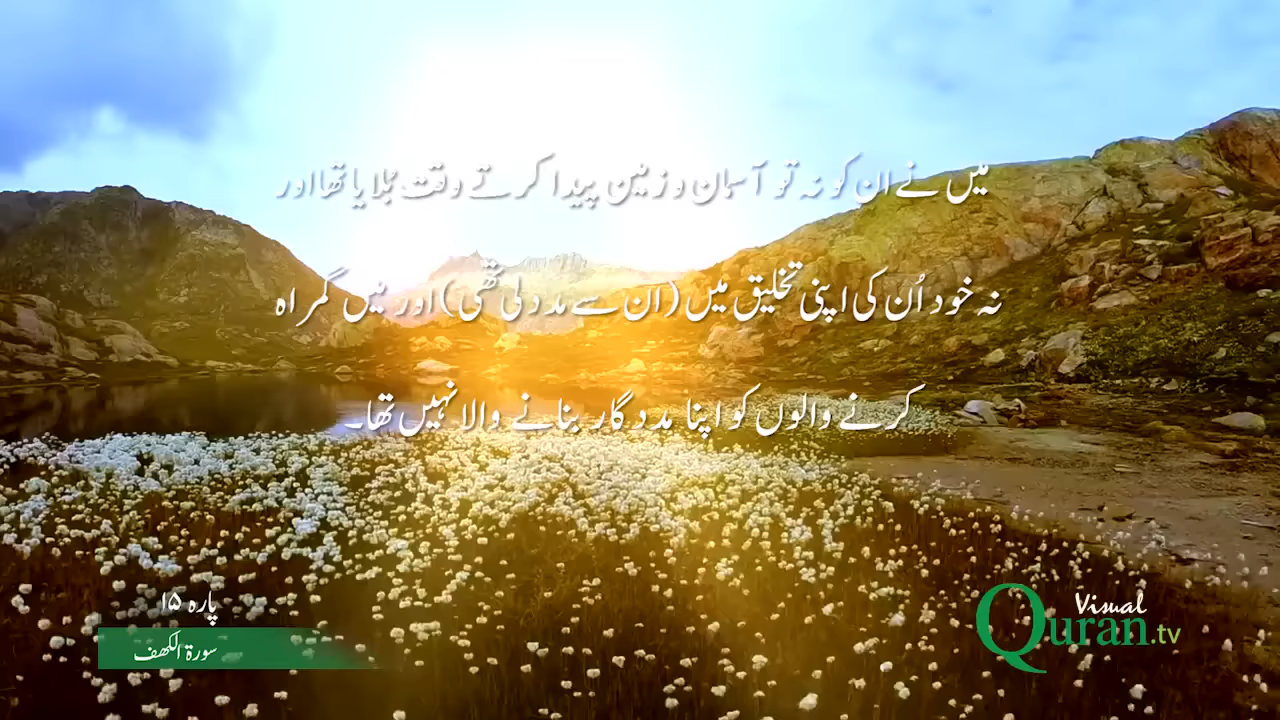 میں نے ان کو نہ تو آسمان و زمین پیدا کرتے وقت بُلایا تھا اور
نہ خود اُن کی اپنی تخلیق میں (ان سے مدد لی تھی) اور میں گمراہ
کرنے والوں کو اپنا مددگار بنانے والا نہیں تھا۔
پارہ ۱۵
سورۃ الکھف
Visual
Quran.tv